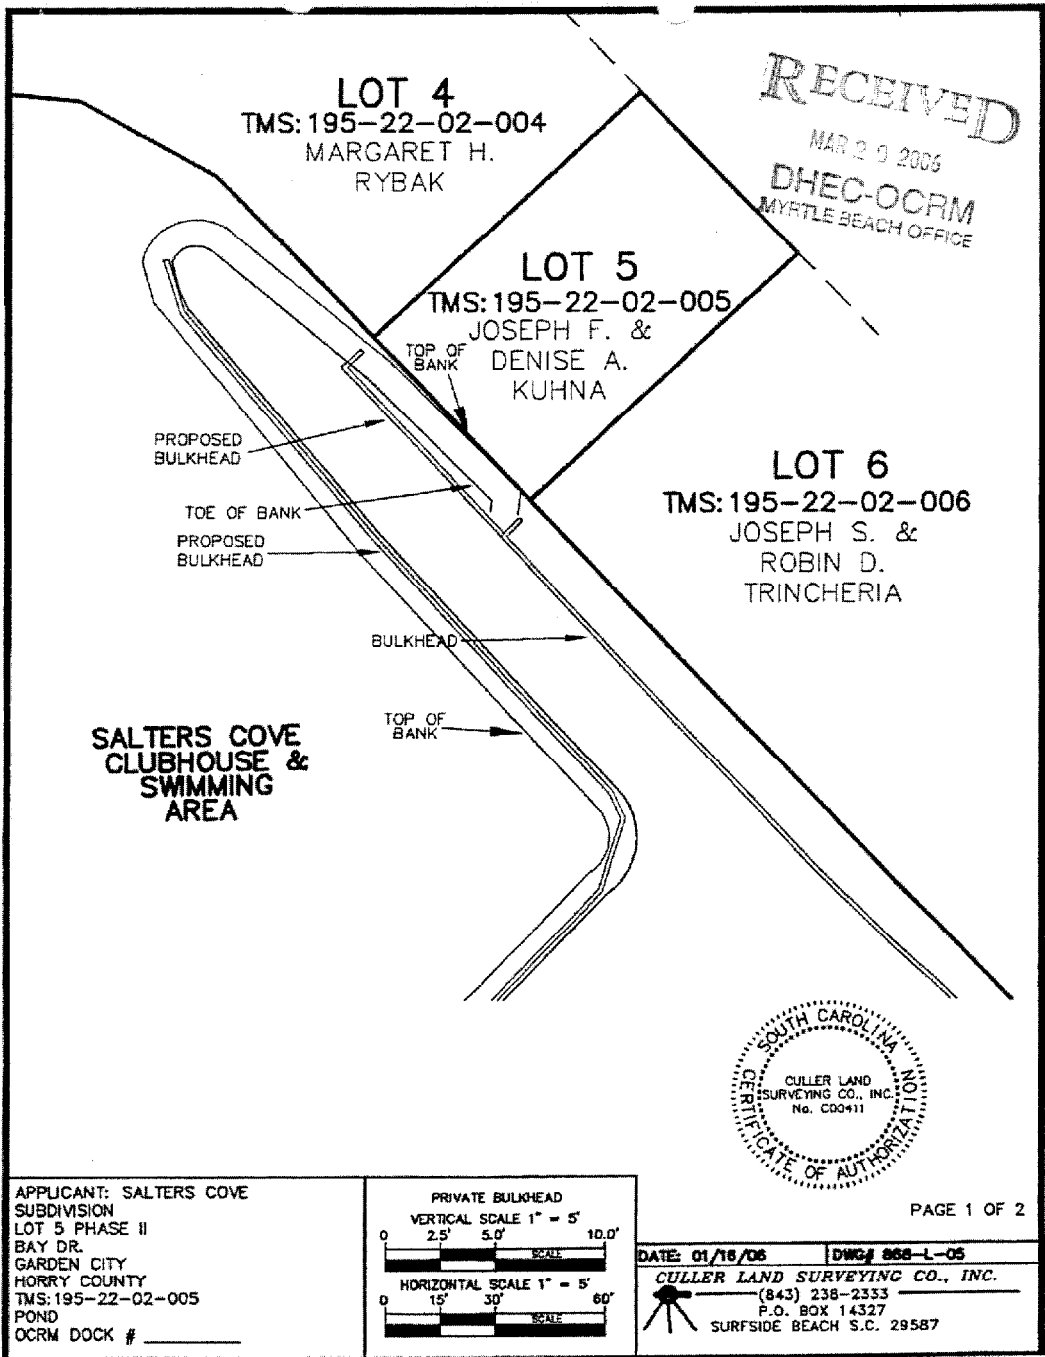 LOT 4
TMS: 195-22-02-004
MARGARET H.
RYBAK
RECEIVED
MAR 2 9 2006
DHEC-OCRM
MYRTLE BEACH OFFICE
LOT 5
TMS: 195-22-02-005
JOSEPH F. &
DENISE A.
KUHNA
TOP OF
BANK
PROPOSED
BULKHEAD
TOE OF BANK
PROPOSED
BULKHEAD
LOT 6
TMS: 195-22-02-006
JOSEPH S. &
ROBIN D.
TRINCHERIA
BULKHEAD
TOP OF
BANK
SALTERS COVE
CLUBHOUSE &
SWIMMING
AREA
SOUTH CAROLINA
CERTIFICATE OF AUTHORIZATION
CULLER LAND
SURVEYING CO., INC.
No. C00411
PAGE 1 OF 2
APPLICANT: SALTERS COVE
SUBDIVISION
LOT 5 PHASE II
BAY DR.
GARDEN CITY
HORRY COUNTY
TMS: 195-22-02-005
POND
OCRM DOCK #
PRIVATE BULKHEAD
VERTICAL SCALE 1" = 5'
0 2.5' 5.0' 10.0'
SCALE
HORIZONTAL SCALE 1" = 5'
0 15' 30' 60'
SCALE
DATE: 01/16/06 DWG# 868-L-05
CULLER LAND SURVEYING CO., INC.
(843) 238-2333
P.O. BOX 14327
SURFSIDE BEACH S.C. 29587